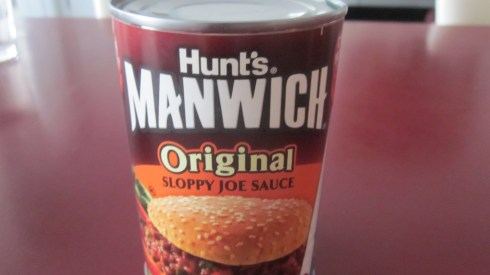 Hunt's®
MANWICH®
Original
SLOPPY JOE SAUCE